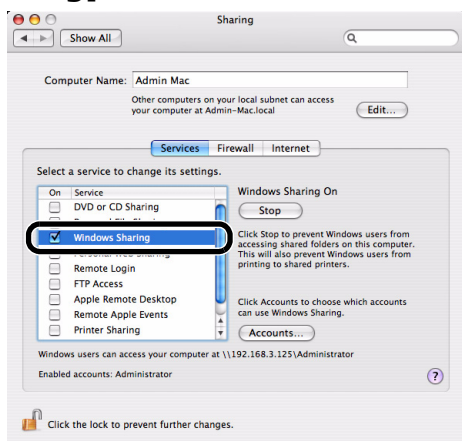 Sharing
Show All
Computer Name: Admin Mac
Other computers on your local subnet can access
your computer at Admin-Mac.local
Edit...
Services Firewall Internet
Select a service to change its settings.
On Service
DVD or CD Sharing
Windows Sharing
Personal Web Sharing
Remote Login
FTP Access
Apple Remote Desktop
Remote Apple Events
Printer Sharing
Windows Sharing On
Stop
Click Stop to prevent Windows users from
accessing shared folders on this computer.
This will also prevent Windows users from
printing to shared printers.
Click Accounts to choose which accounts
can use Windows Sharing.
Accounts...
Windows users can access your computer at \\192.168.3.125\Administrator
Enabled accounts: Administrator
?
Click the lock to prevent further changes.